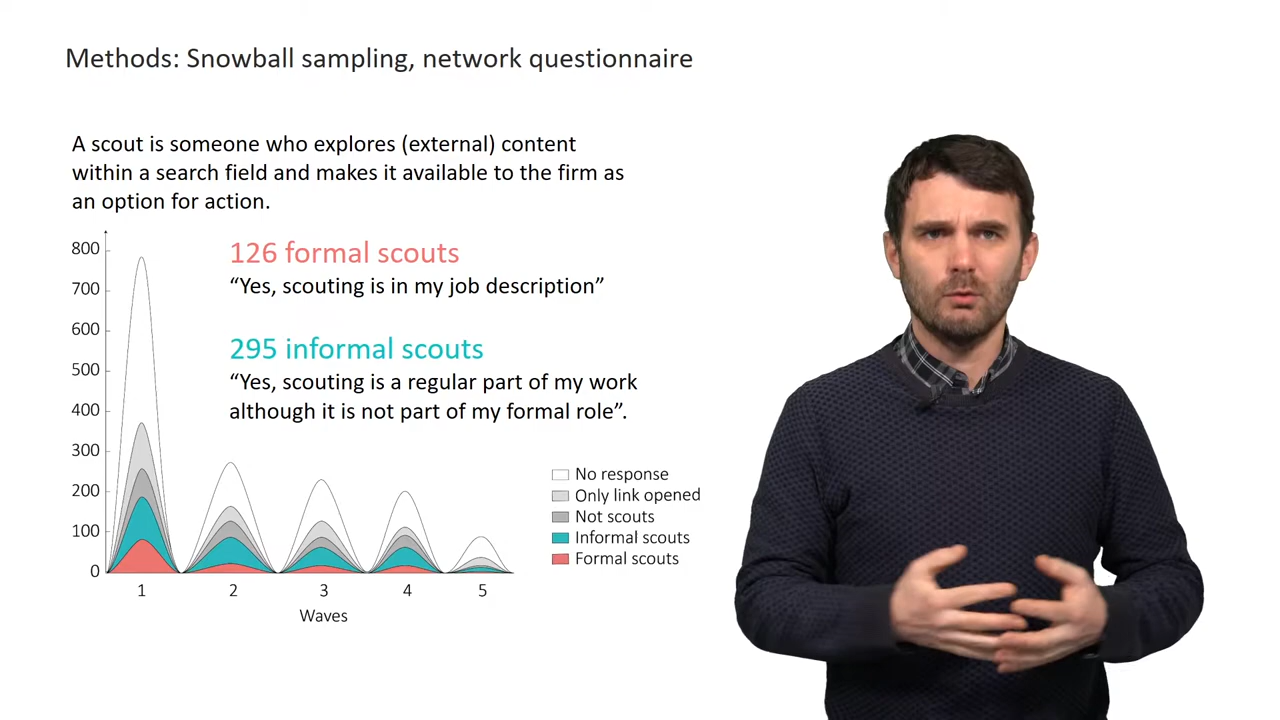 Methods: Snowball sampling, network questionnaire
A scout is someone who explores (external) content
within a search field and makes it available to the firm as
an option for action.
126 formal scouts
“Yes, scouting is in my job description”
295 informal scouts
“Yes, scouting is a regular part of my work
although it is not part of my formal role”.
800
700
600
500
400
300
200
100
0
1 2 3 4 5
Waves
No response
Only link opened
Not scouts
Informal scouts
Formal scouts